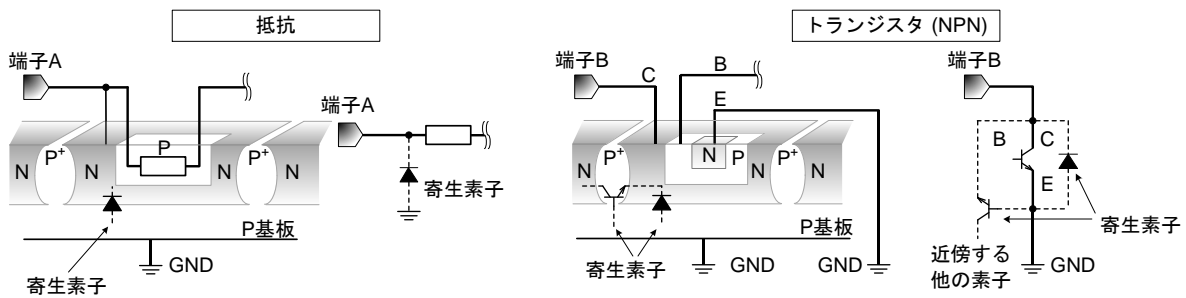 抵抗
トランジスタ (NPN)
端子A
端子A
N
P+
N
P
P+
N
N
寄生素子
P基板
GND
寄生素子
端子B
C
B
E
N
P+
N
N
P
P+
N
P基板
寄生素子
GND
GND
端子B
B
C
E
寄生素子
近傍する
他の素子
GND